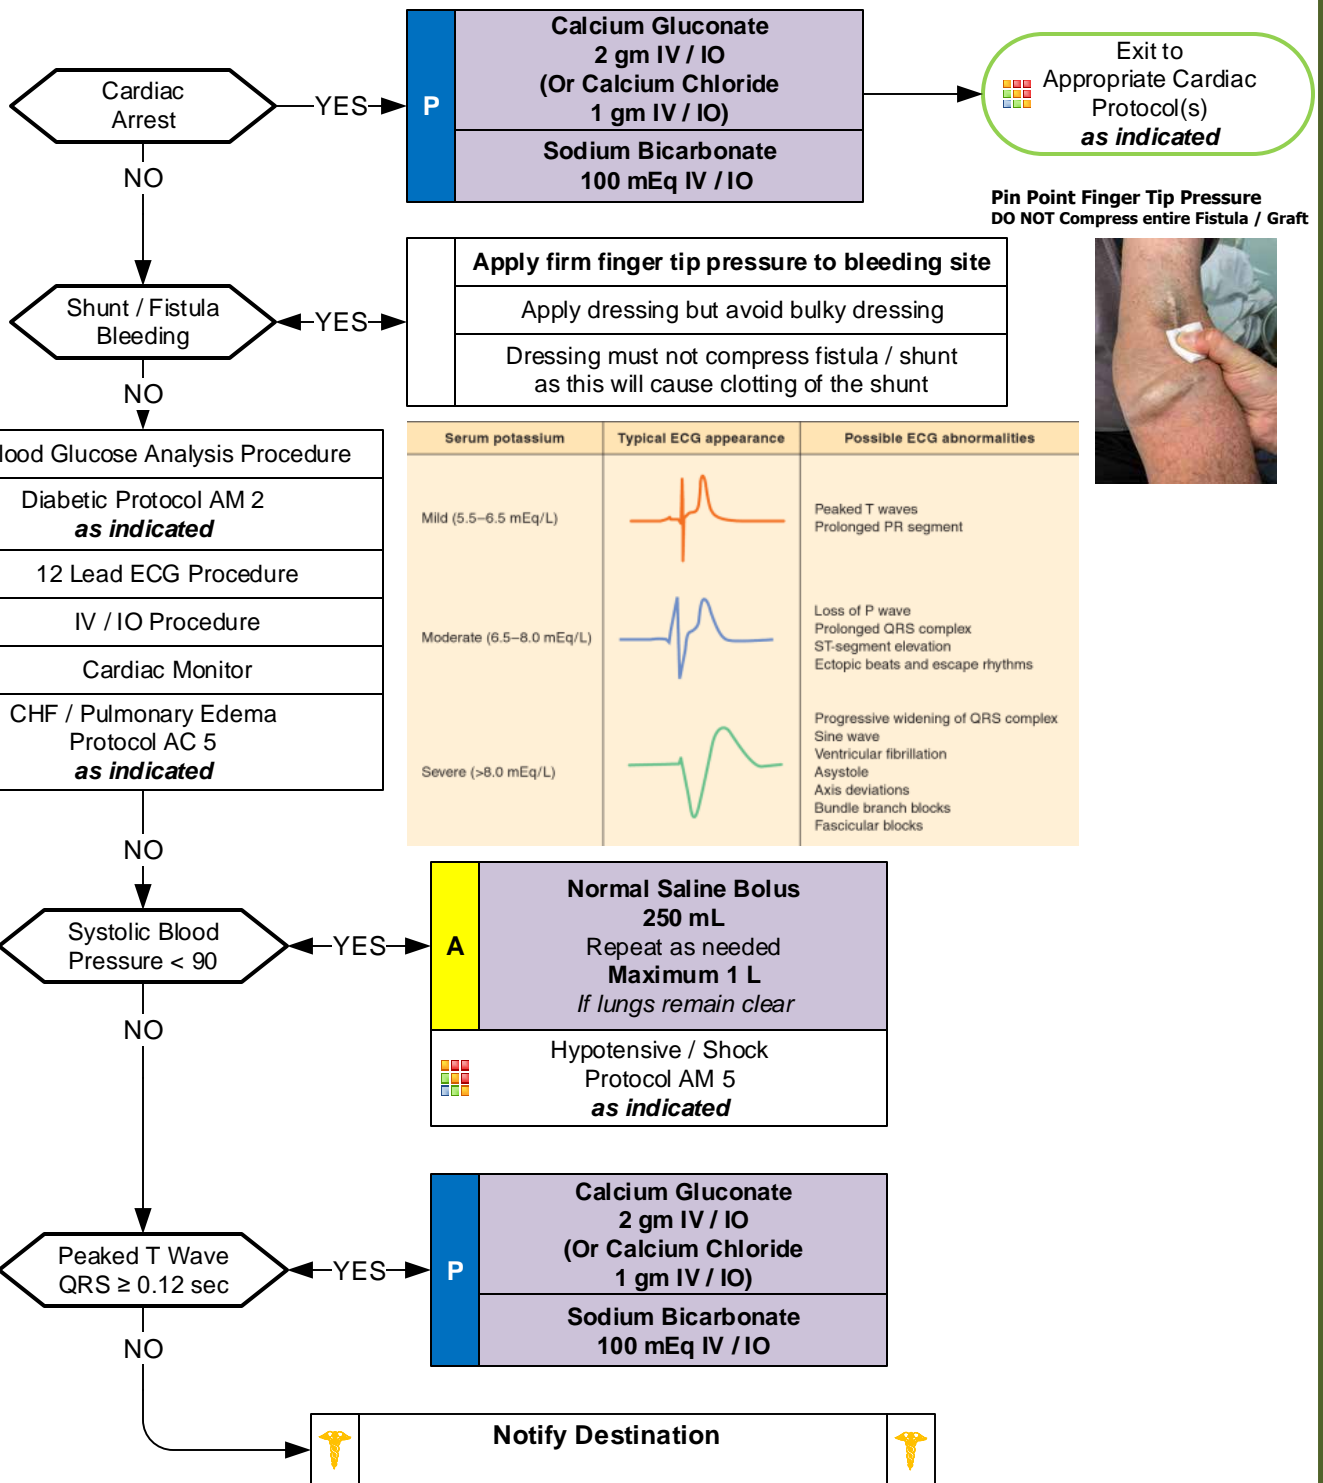 Cardiac
Arrest
YES
P
Calcium Gluconate
2 gm IV / IO
(Or Calcium Chloride
1 gm IV / IO)
Sodium Bicarbonate
100 mEq IV / IO
Exit to
Appropriate Cardiac
Protocol(s)
as indicated
NO
Pin Point Finger Tip Pressure
DO NOT Compress entire Fistula / Graft
Shunt / Fistula
Bleeding
YES
Apply firm finger tip pressure to bleeding site
Apply dressing but avoid bulky dressing
Dressing must not compress fistula / shunt
as this will cause clotting of the shunt
NO
lood Glucose Analysis Procedure
Diabetic Protocol AM 2
as indicated
12 Lead ECG Procedure
IV / IO Procedure
Cardiac Monitor
CHF / Pulmonary Edema
Protocol AC 5
as indicated
Serum potassium
Typical ECG appearance
Possible ECG abnormalities
Mild (5.5–6.5 mEq/L)
Peaked T waves
Prolonged PR segment
Moderate (6.5–8.0 mEq/L)
Loss of P wave
Prolonged QRS complex
ST-segment elevation
Ectopic beats and escape rhythms
Severe (>8.0 mEq/L)
Progressive widening of QRS complex
Sine wave
Ventricular fibrillation
Asystole
Axis deviations
Bundle branch blocks
Fascicular blocks
NO
Systolic Blood
Pressure < 90
YES
A
Normal Saline Bolus
250 mL
Repeat as needed
Maximum 1 L
If lungs remain clear
Hypotensive / Shock
Protocol AM 5
as indicated
NO
Peaked T Wave
QRS ≥ 0.12 sec
YES
P
Calcium Gluconate
2 gm IV / IO
(Or Calcium Chloride
1 gm IV / IO)
Sodium Bicarbonate
100 mEq IV / IO
NO
Notify Destination